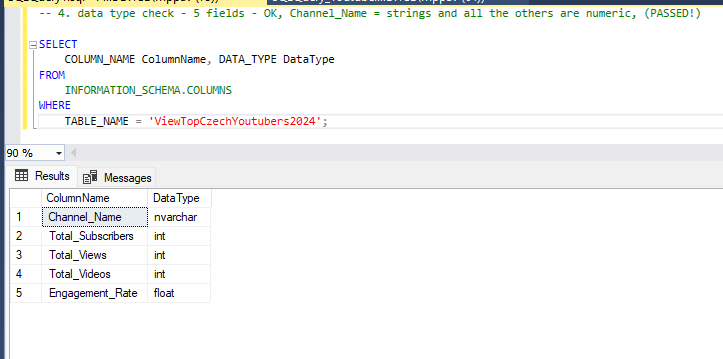 -- 4. data type check - 5 fields - OK, Channel_Name = strings and all the others are numeric, (PASSED!)
SELECT
COLUMN_NAME ColumnName, DATA_TYPE DataType
FROM
INFORMATION_SCHEMA.COLUMNS
WHERE
TABLE_NAME = 'ViewTopCzechYoutubers2024';
90 %
Results Messages
ColumnName DataType
1 Channel_Name nvarchar
2 Total_Subscribers int
3 Total_Views int
4 Total_Videos int
5 Engagement_Rate float